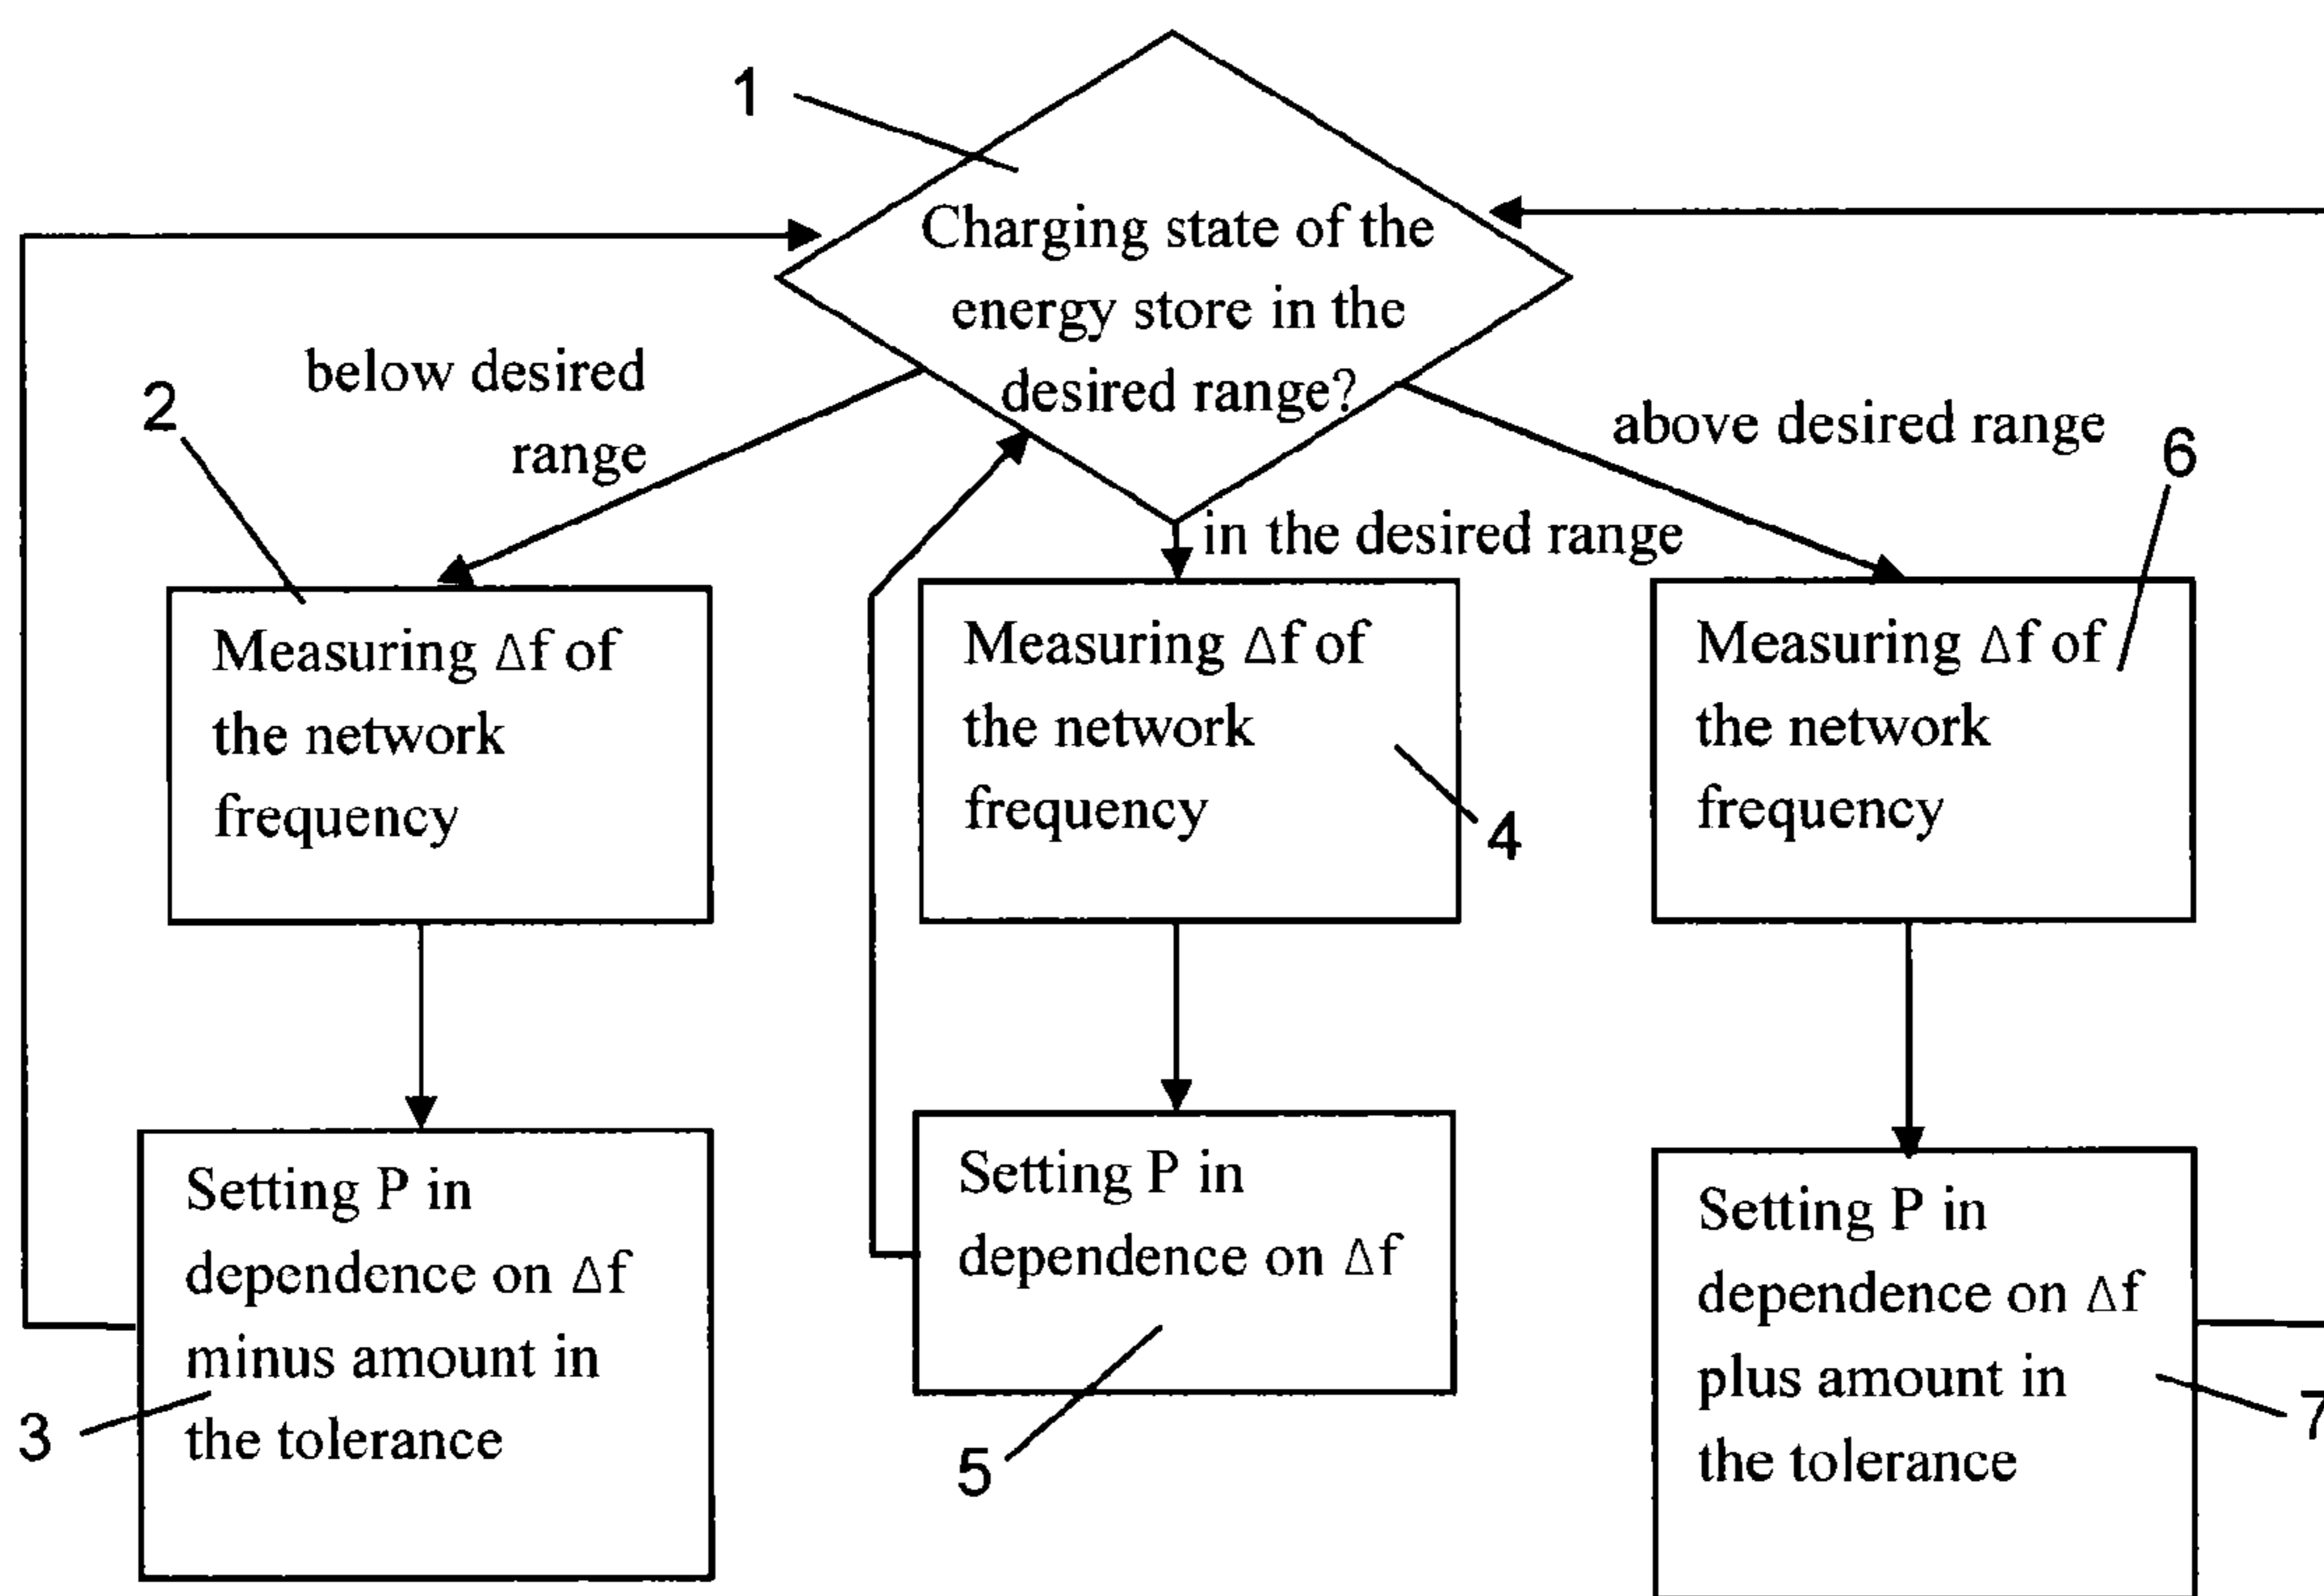 1
Charging state of the
energy store in the
desired range?
below desired
range
2
above desired range
6
in the desired range
Measuring Δf of
the network
frequency
Measuring Δf of
the network
frequency
4
Measuring Δf of
the network
frequency
Setting P in
dependence on Δf
minus amount in
the tolerance
3
Setting P in
dependence on Δf
5
Setting P in
dependence on Δf
plus amount in
the tolerance
7